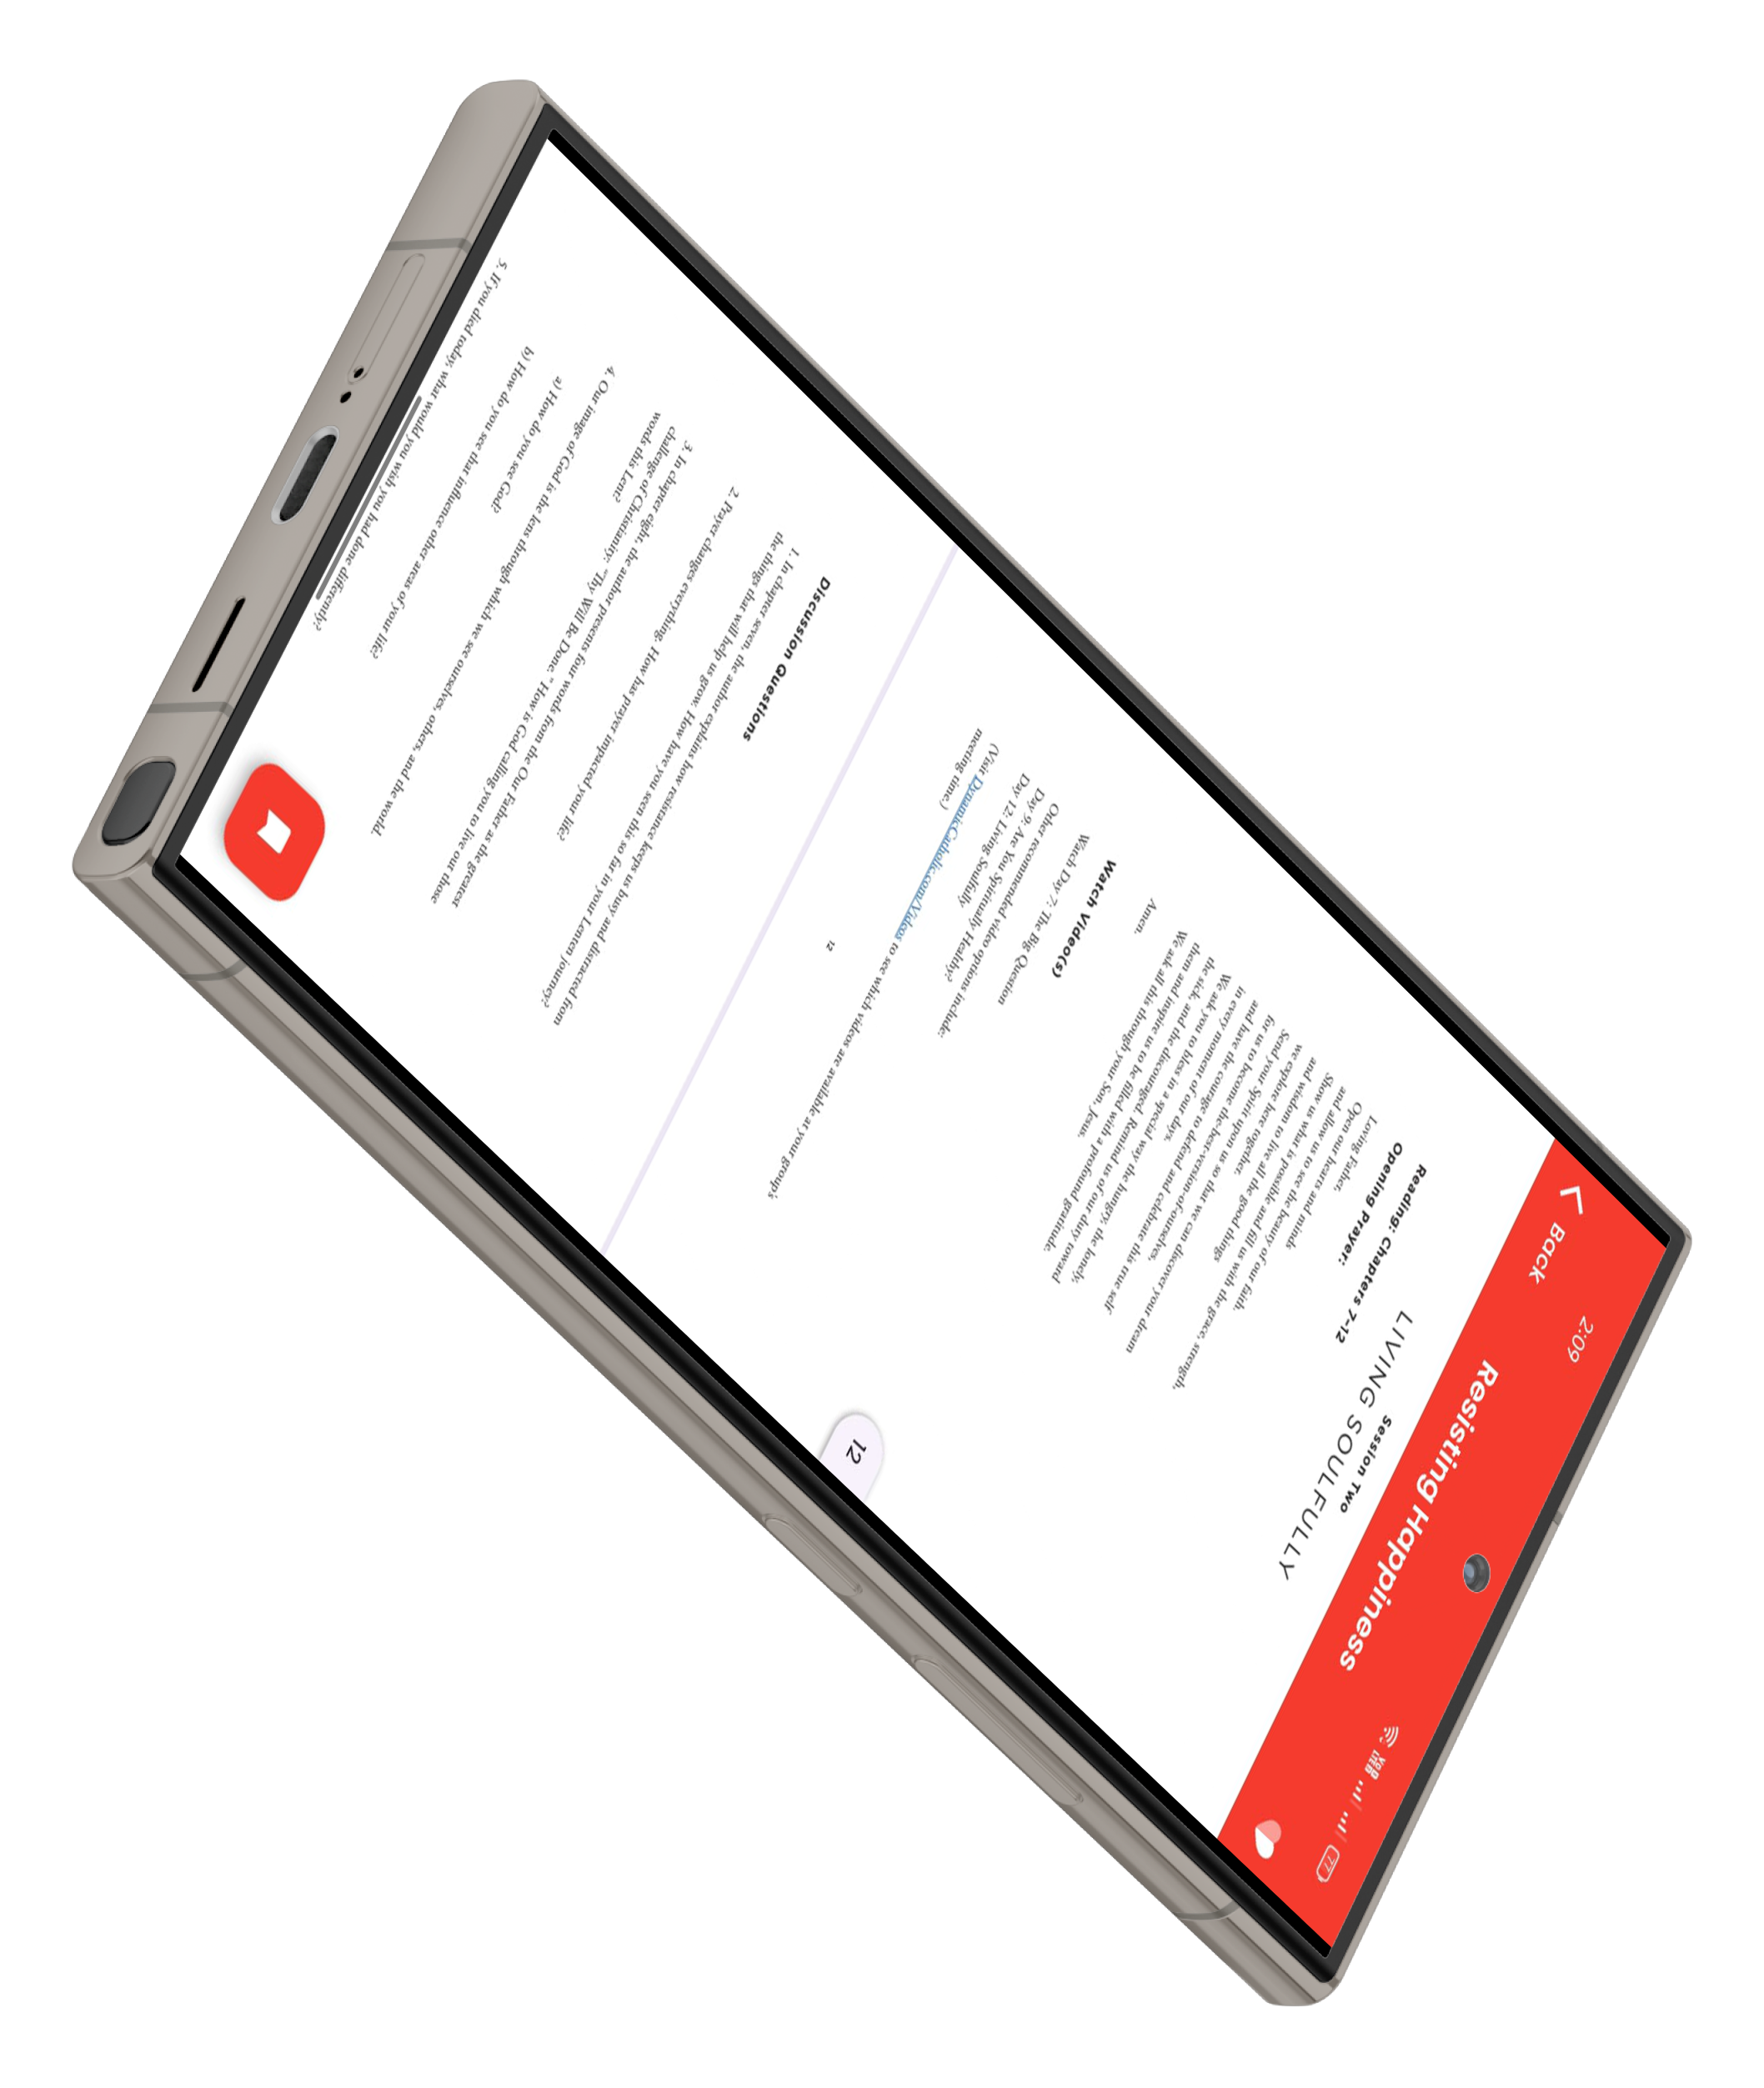 2:09
VoB
LTEB
77
Back
Resisting Happiness
Session Two
LIVING SOULFULLY
Reading: Chapters 7–12
Opening Prayer:
Loving Father,
Open our hearts and minds
and allow us to see the beauty of our faith.
Show us what is possible and fill us with the grace, strength,
and wisdom to live all the good things
we explore here together.
Send your Spirit upon us so that we can discover your dream
for us to become the-best-version-of-ourselves,
and have the courage to defend and celebrate this true self
in every moment of our days.
We ask you to bless in a special way the hungry, the lonely,
the sick, and the discouraged. Remind us of our duty toward
them and inspire us to be filled with a profound gratitude.
We ask all this through your Son, Jesus.
Amen.
Watch Video(s)
Watch Day 7: The Big Question
Other recommended video options include:
Day 9: Are You Spiritually Healthy?
Day 12: Living Soulfully
(Visit DynamicCatholic.com/Videos to see which videos are available at your group's
meeting time.)
12
12
Discussion Questions
1. In chapter seven, the author explains how resistance keeps us busy and distracted from
the things that will help us grow. How have you seen this so far in your Lenten journey?
2. Prayer changes everything. How has prayer impacted your life?
3. In chapter eight, the author presents four words from the Our Father as the greatest
challenge of Christianity: “Thy Will Be Done.” How is God calling you to live out those
words this Lent?
4. Our image of God is the lens through which we see ourselves, others, and the world.
a) How do you see God?
b) How do you see that influence other areas of your life?
5. If you died today, what would you wish you had done differently?